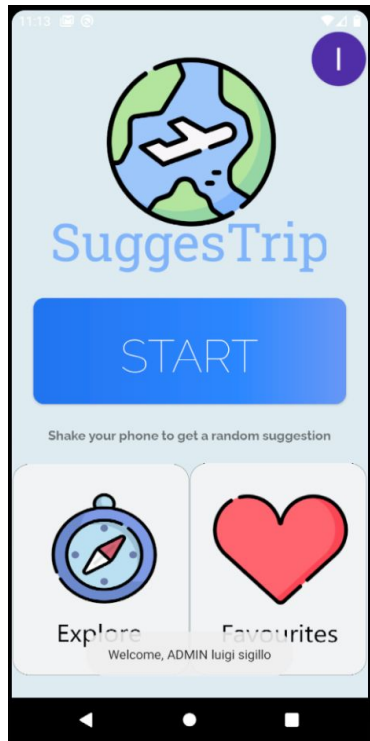 11:13
I
SuggesTrip
START
Shake your phone to get a random suggestion
Explore
Favourites
Welcome, ADMIN luigi sigillo